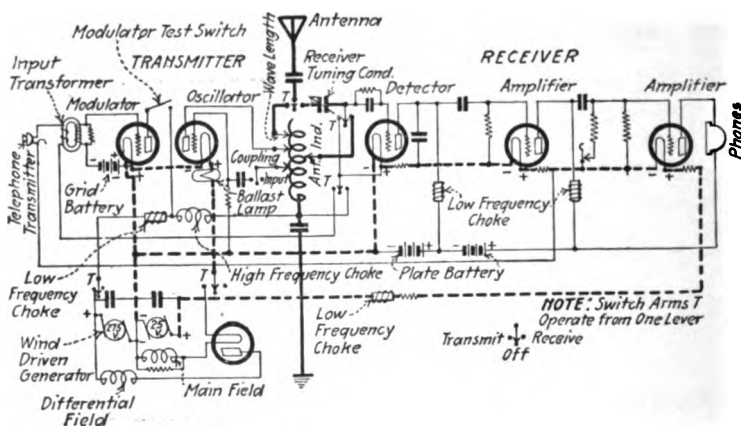 Modulator Test Switch
Antenna
TRANSMITTER
RECEIVER
Input
Transformer
Modulator
Oscillator
Wave Length
Receiver
Tuning Cond.
Detector
Amplifier
Amplifier
T
T
Phones
Telephone
Transmitter
Grid
Battery
Coupling
Input
Ant. Ind.
T
Ballast
Lamp
Low Frequency
Choke
Low
Frequency
Choke
T
High Frequency Choke
T
Plate Battery
275
V
25
V
Wind
Driven
Generator
Main Field
Differential
Field
Low
Frequency
Choke
NOTE: Switch Arms T
Operate from One Lever
Transmit Receive
Off